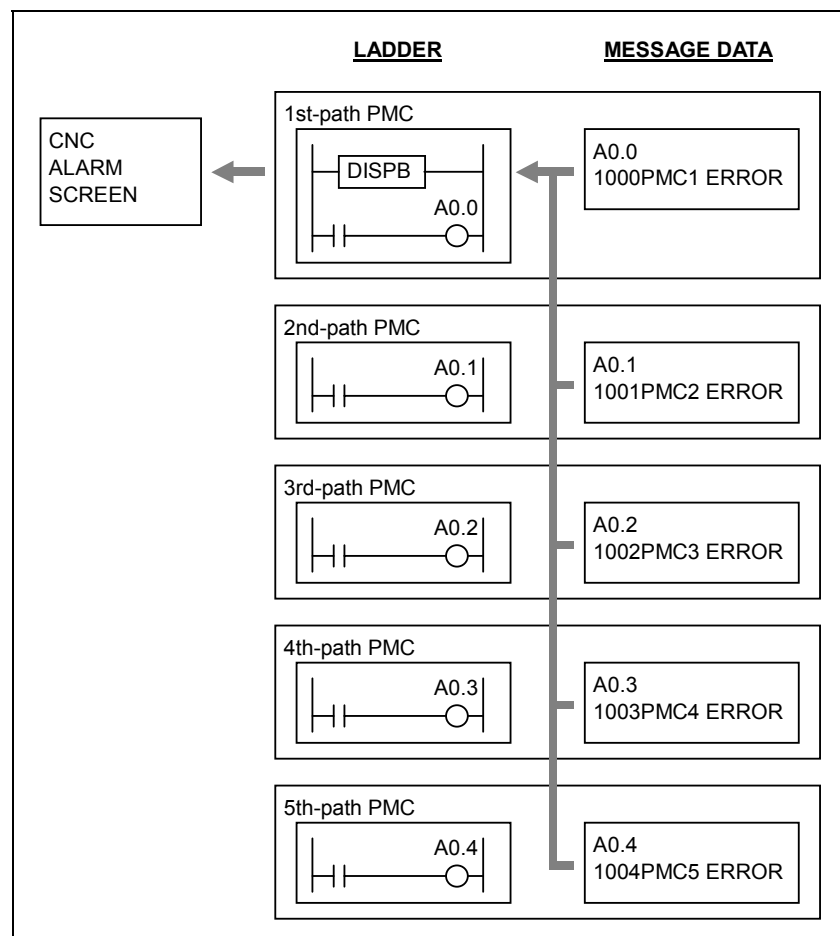 LADDER
MESSAGE DATA
CNC
ALARM
SCREEN
1st-path PMC
DISPB
A0.0
A0.0
1000PMC1 ERROR
2nd-path PMC
A0.1
A0.1
1001PMC2 ERROR
3rd-path PMC
A0.2
A0.2
1002PMC3 ERROR
4th-path PMC
A0.3
A0.3
1003PMC4 ERROR
5th-path PMC
A0.4
A0.4
1004PMC5 ERROR